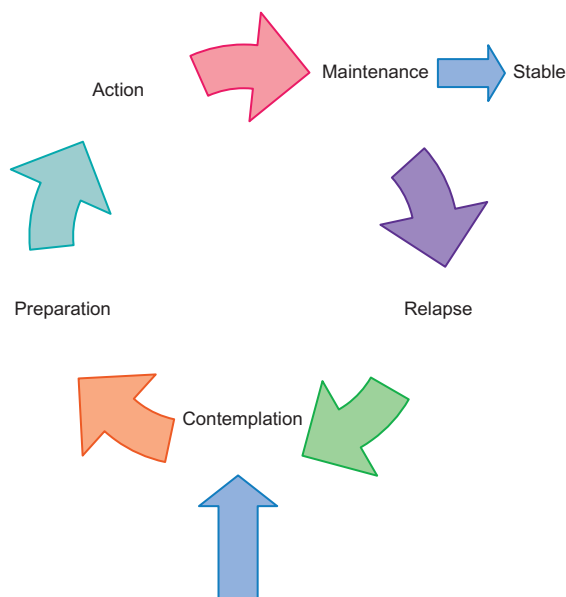 Action
Maintenance
Stable
Preparation
Relapse
Contemplation